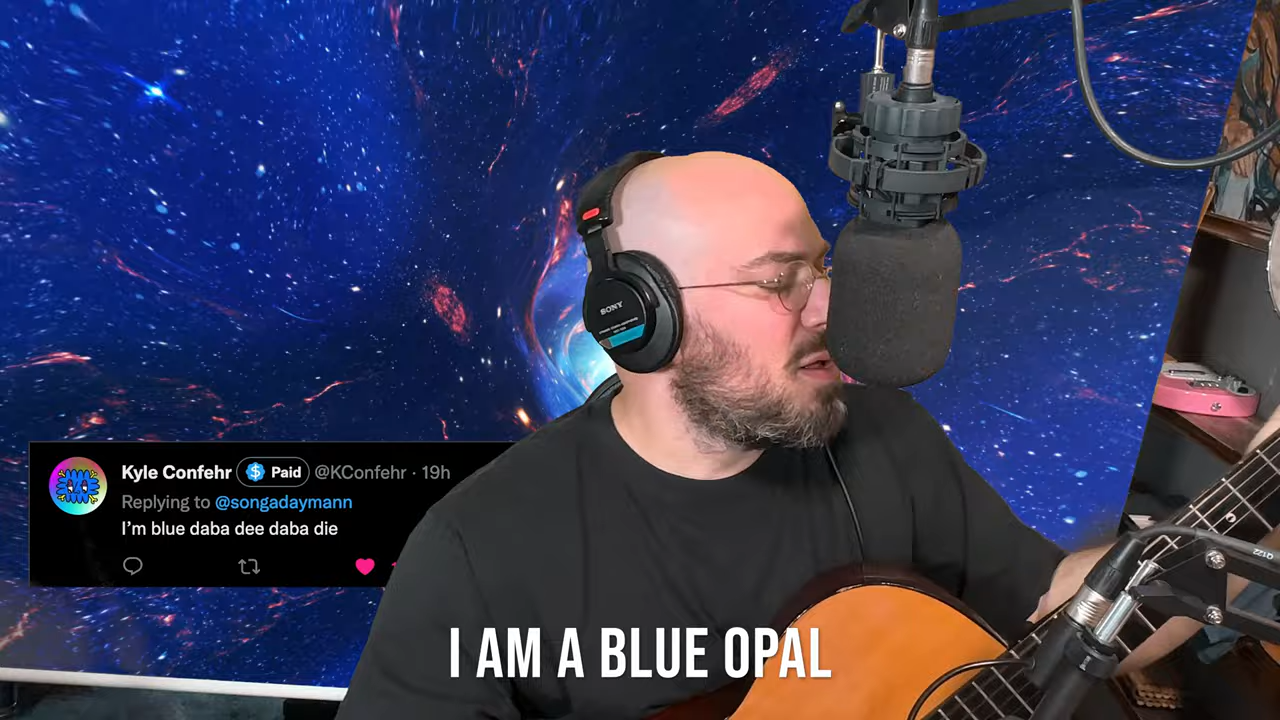 SONY
Kyle Confehr Paid @KConfehr · 19h
Replying to @songadaymann
I'm blue daba dee daba die
I AM A BLUE OPAL